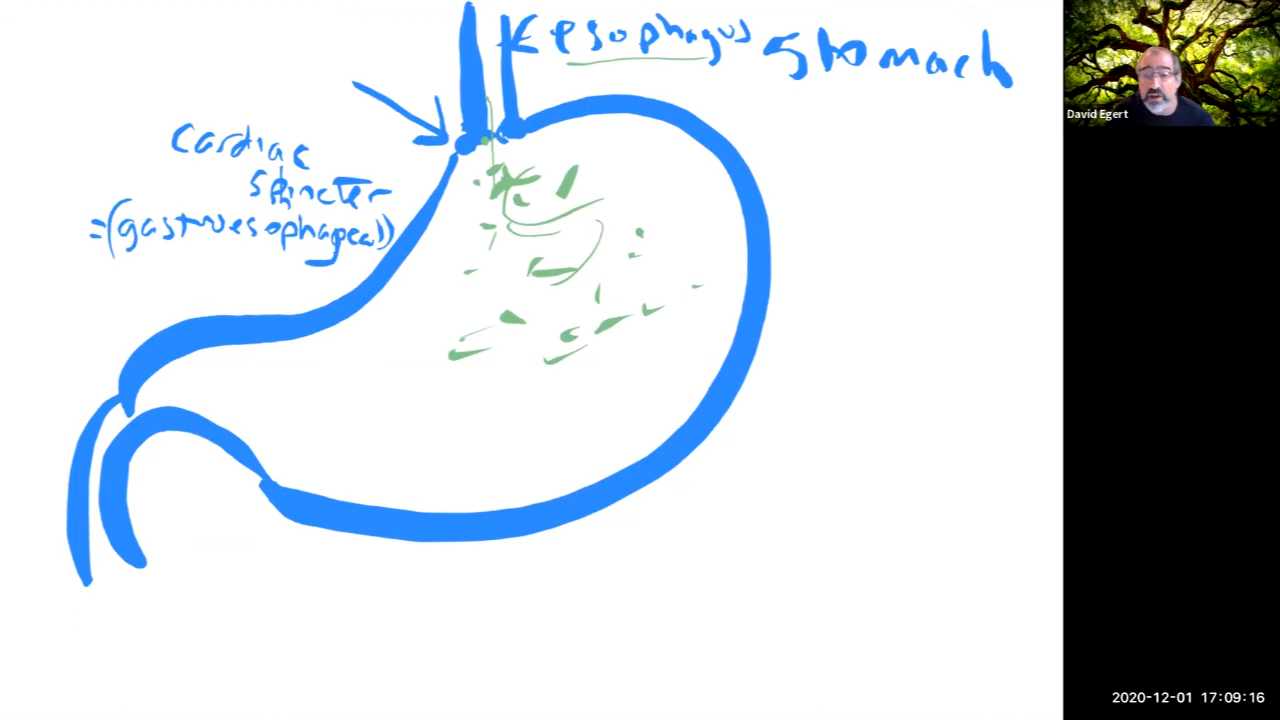 esophagus
stomach
cardiac
sphincter
=(gastroesophageal)
David Egert
2020-12-01 17:09:16